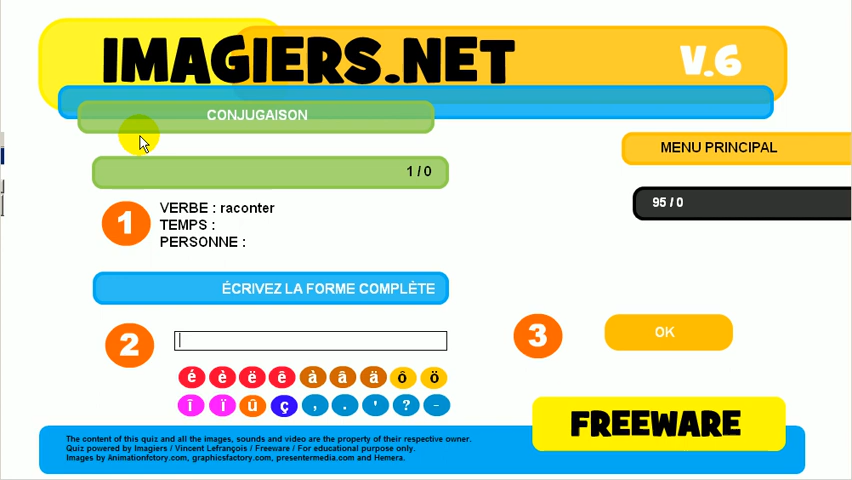 IMAGIERS.NET
V.6
CONJUGAISON
MENU PRINCIPAL
1 / 0
95 / 0
1
VERBE : raconter
TEMPS :
PERSONNE :
ÉCRIVEZ LA FORME COMPLÈTE
2
3
OK
é è ë ê à â ä ô ö
î ï û ç , . ' ? -
FREEWARE
The content of this quiz and all the images, sounds and video are the property of their respective owner.
Quiz powered by Imagiers / Vincent Lefrançois / Freeware / For educational purpose only.
Images by Animationfctory.com, graphicsfactory.com, presentermedia.com and Hemera.